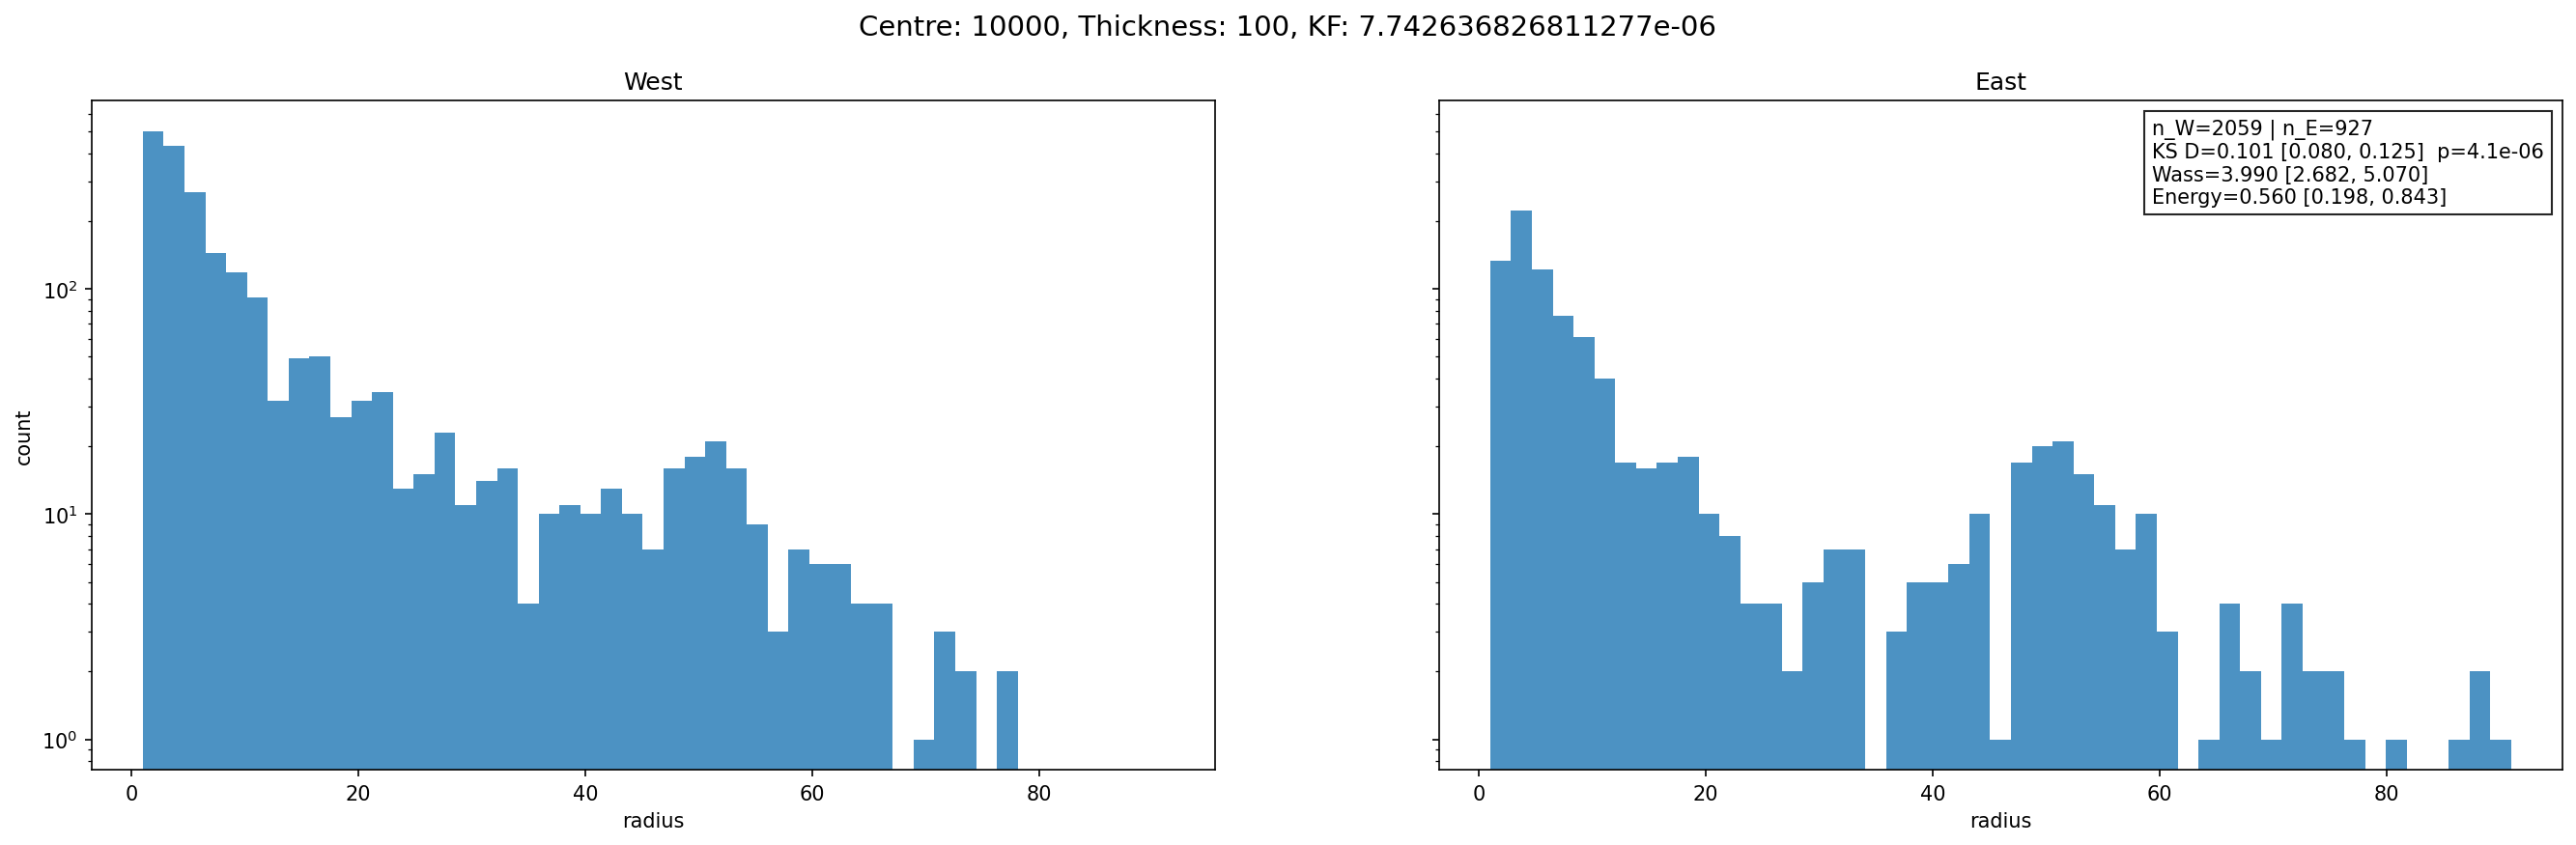 Centre: 10000, Thickness: 100, KF: 7.742636826811277e-06
West
East
n_W=2059 | n_E=927
KS D=0.101 [0.080, 0.125]  p=4.1e-06
Wass=3.990 [2.682, 5.070]
Energy=0.560 [0.198, 0.843]
count
10²
10¹
10⁰
0 20 40 60 80
radius
0 20 40 60 80
radius